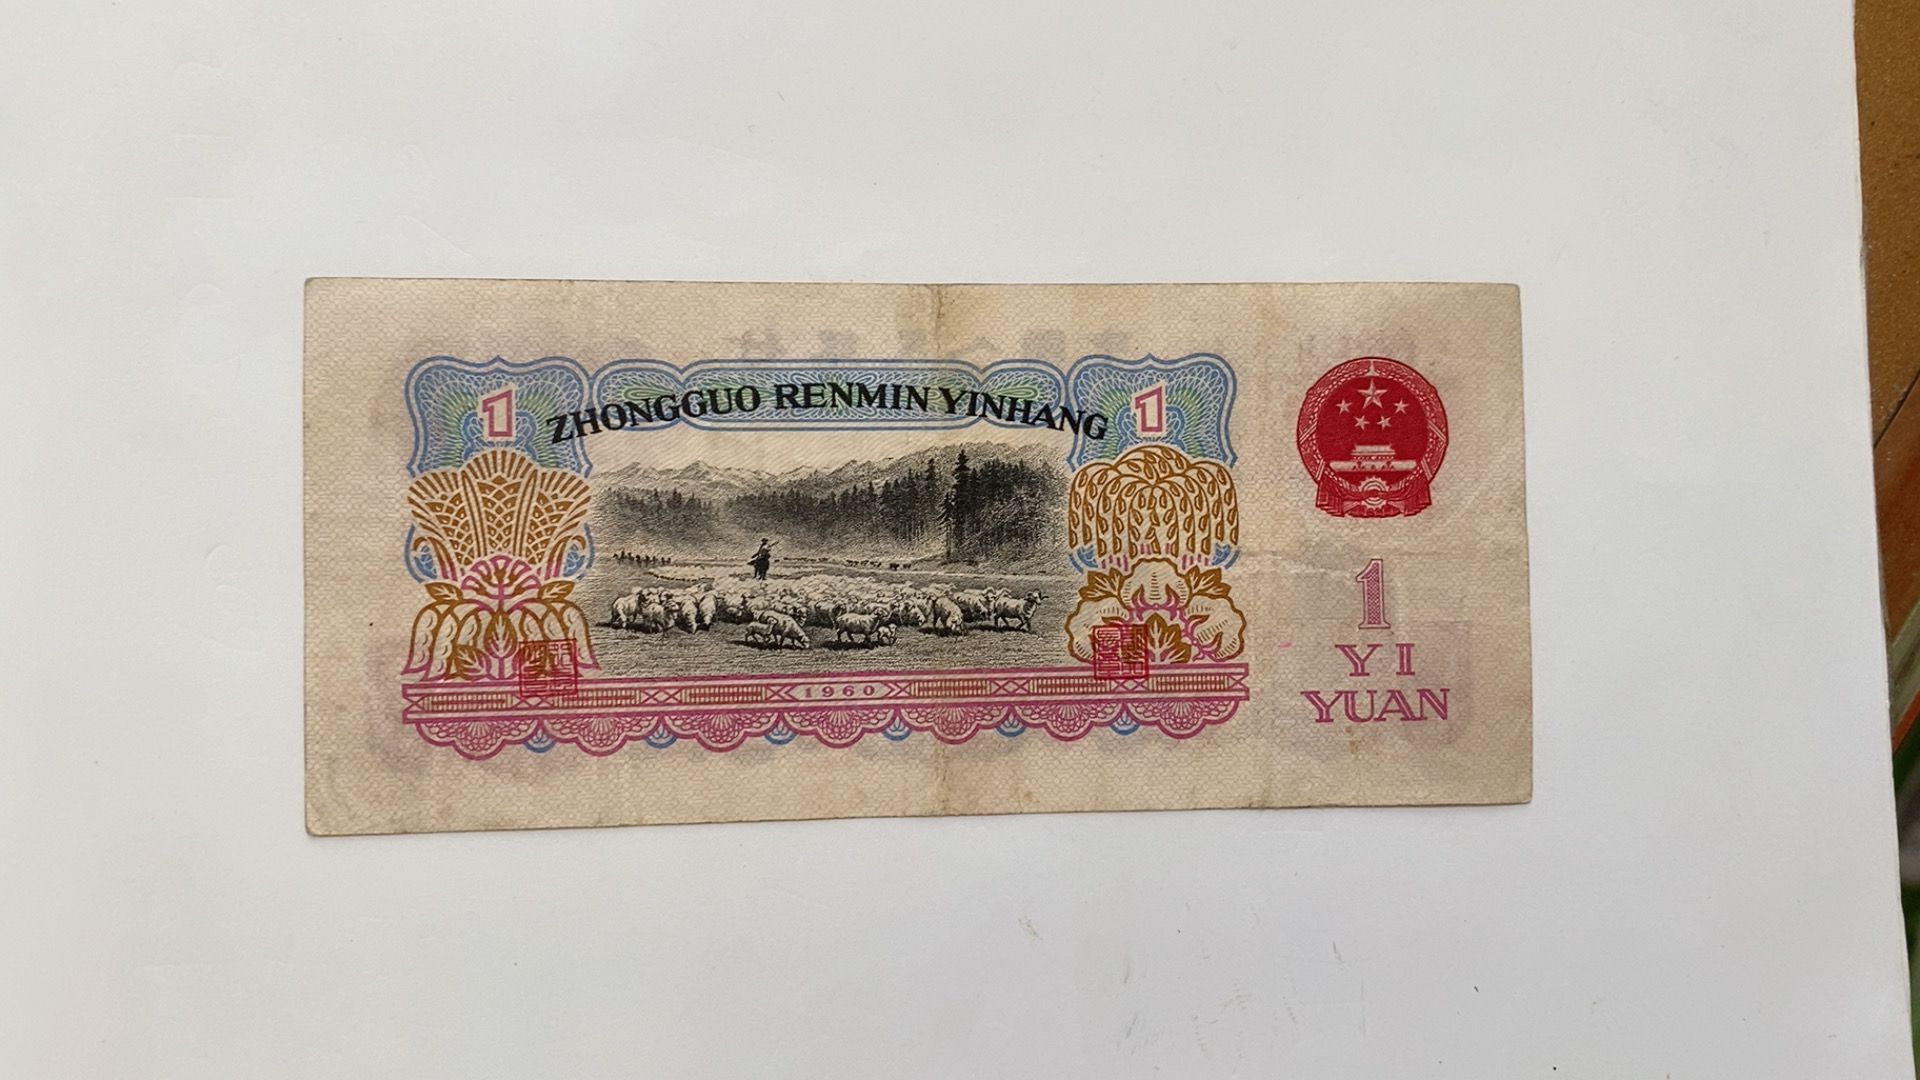 1 ZHONGGUO RENMIN YINHANG 1
1960
1
YI
YUAN